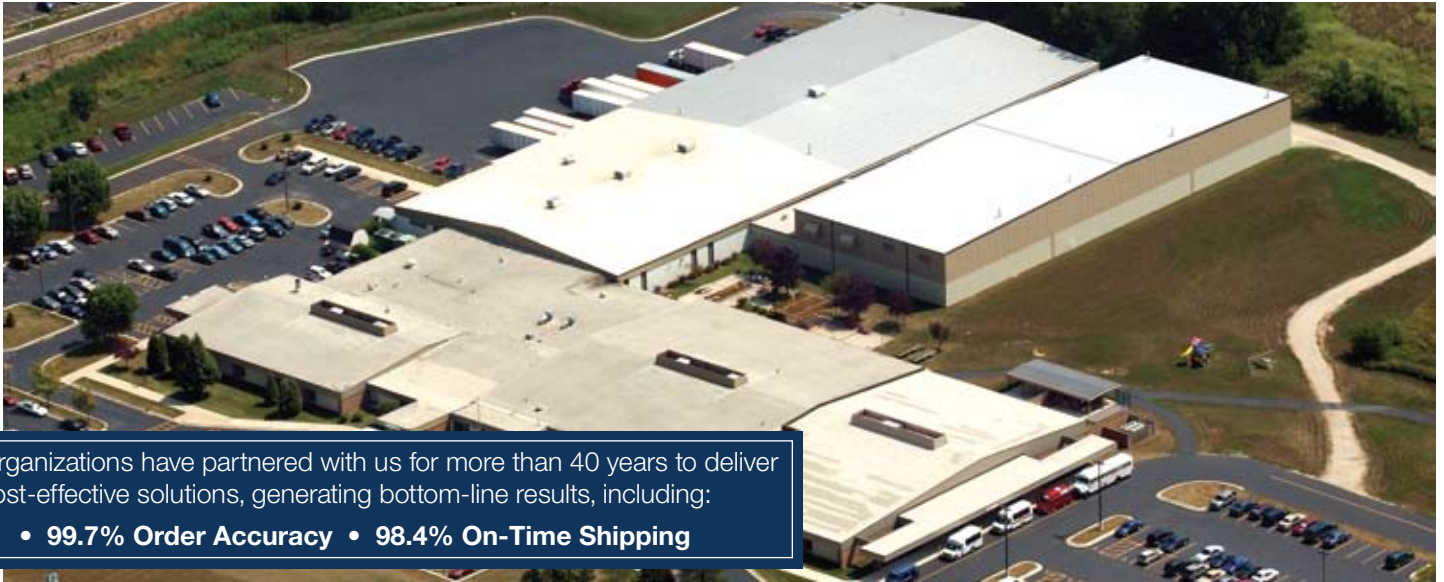 rganizations have partnered with us for more than 40 years to deliver
ost-effective solutions, generating bottom-line results, including:
• 99.7% Order Accuracy • 98.4% On-Time Shipping